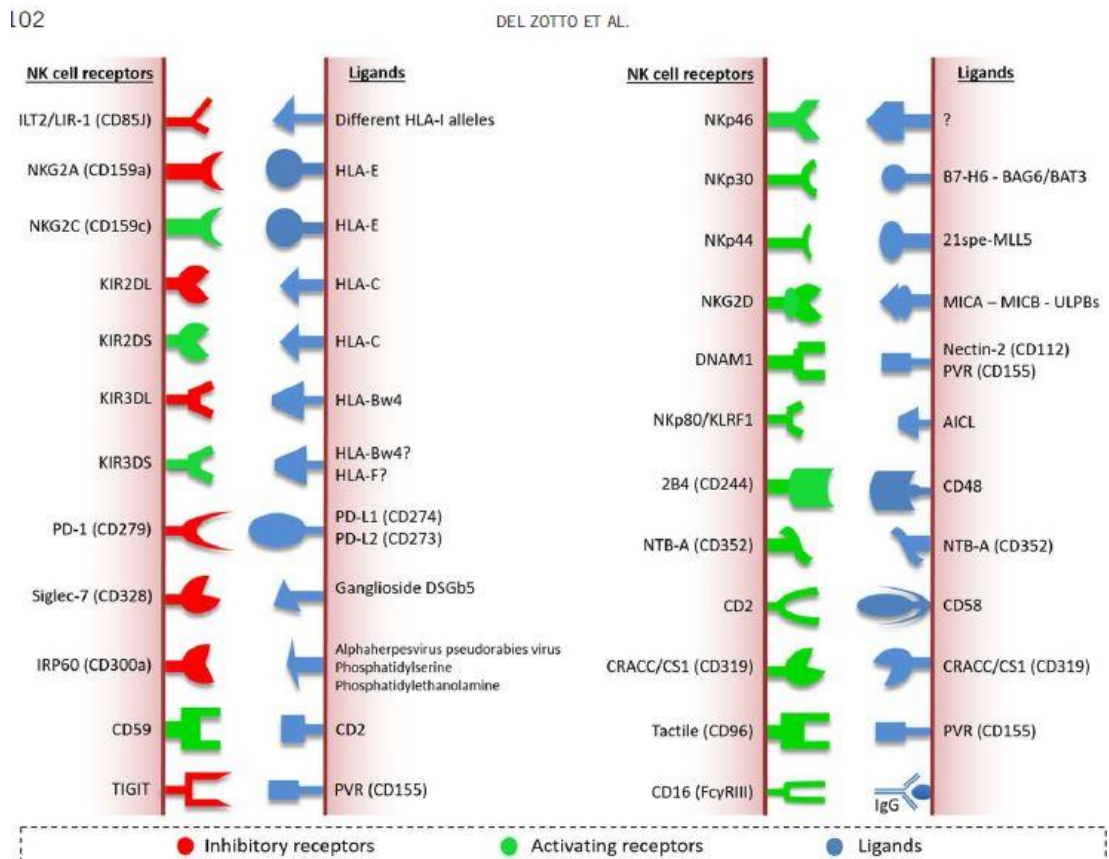 102
DEL ZOTTO ET AL.
NK cell receptors
Ligands
ILT2/LIR-1 (CD85J)
Different HLA-I alleles
NKG2A (CD159a)
HLA-E
NKG2C (CD159c)
HLA-E
KIR2DL
HLA-C
KIR2DS
HLA-C
KIR3DL
HLA-Bw4
KIR3DS
HLA-Bw4?
HLA-F?
PD-1 (CD279)
PD-L1 (CD274)
PD-L2 (CD273)
Siglec-7 (CD328)
Ganglioside DSGb5
IRP60 (CD300a)
Alphaherpesvirus pseudorabies virus
Phosphatidylserine
Phosphatidylethanolamine
CD59
CD2
TIGIT
PVR (CD155)
NK cell receptors
Ligands
NKp46
?
NKp30
B7-H6 - BAG6/BAT3
NKp44
21spe-MLL5
NKG2D
MICA – MICB - ULPBs
DNAM1
Nectin-2 (CD112)
PVR (CD155)
NKp80/KLRF1
AICL
2B4 (CD244)
CD48
NTB-A (CD352)
NTB-A (CD352)
CD2
CD58
CRACC/CS1 (CD319)
CRACC/CS1 (CD319)
Tactile (CD96)
PVR (CD155)
CD16 (FcγRIII)
IgG
Inhibitory receptors
Activating receptors
Ligands